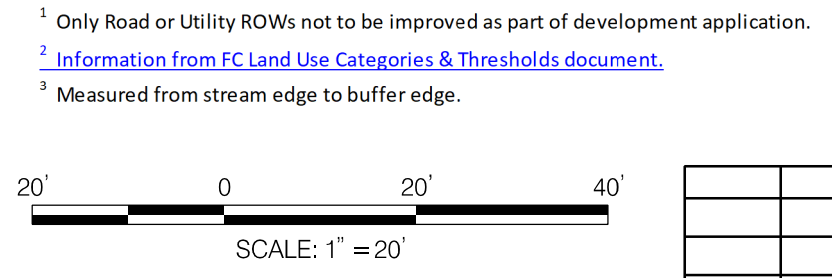 1 Only Road or Utility ROWs not to be improved as part of development application.
2 Information from FC Land Use Categories & Thresholds document.
3 Measured from stream edge to buffer edge.
20' 0 20' 40'
SCALE: 1" = 20'